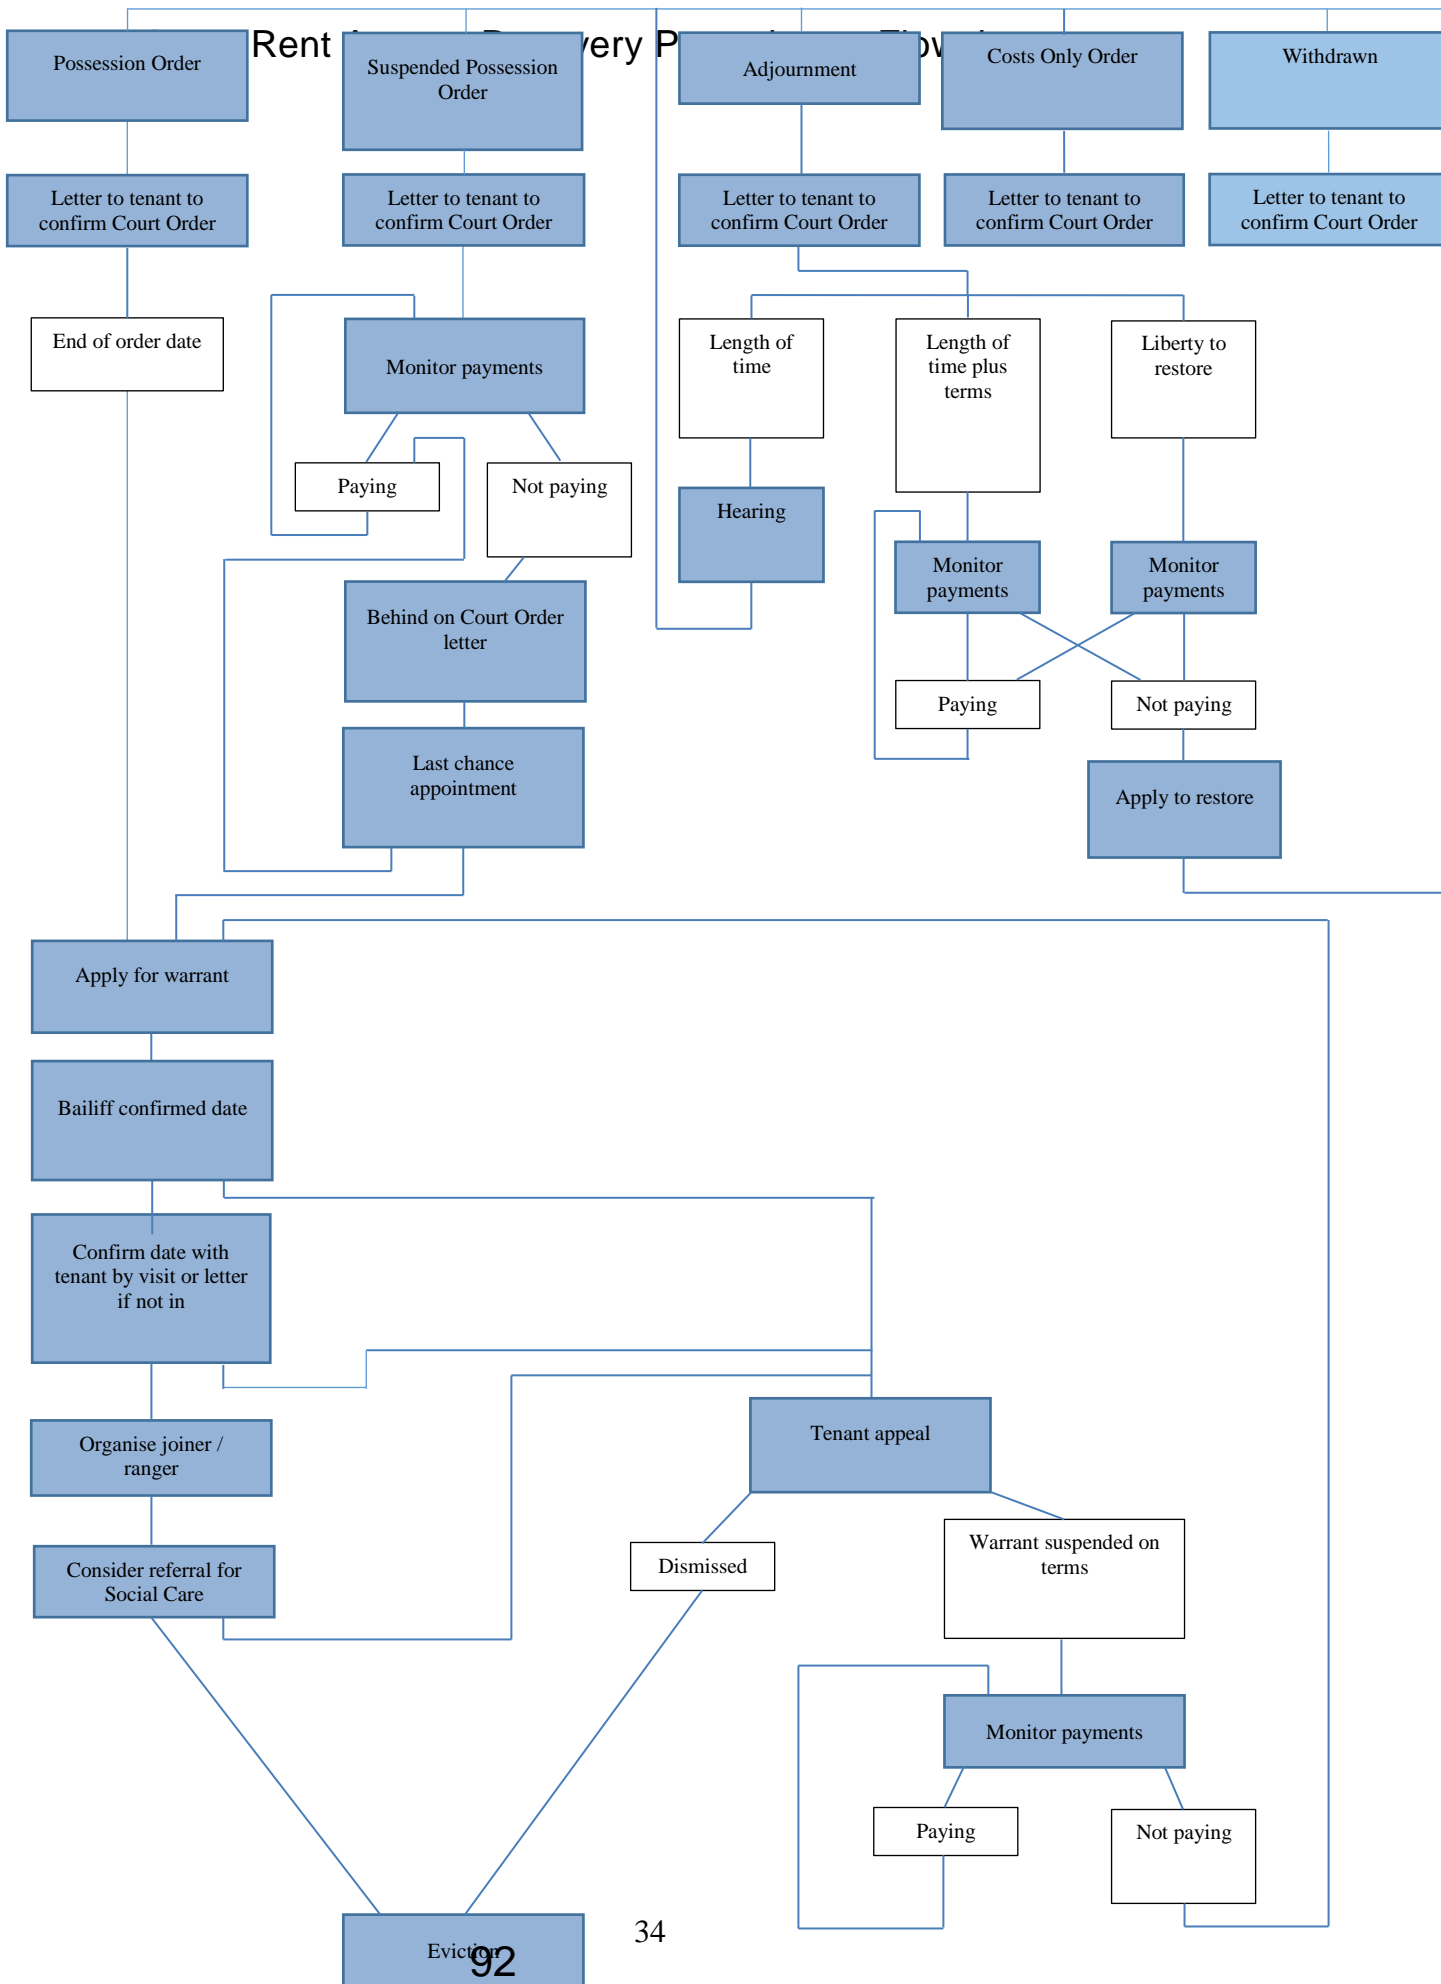 Rent
very P
Flow
Possession Order
Suspended Possession
Order
Adjournment
Costs Only Order
Withdrawn
Letter to tenant to
confirm Court Order
Letter to tenant to
confirm Court Order
Letter to tenant to
confirm Court Order
Letter to tenant to
confirm Court Order
Letter to tenant to
confirm Court Order
End of order date
Monitor payments
Paying
Not paying
Behind on Court Order
letter
Last chance
appointment
Length of
time
Length of
time plus
terms
Liberty to
restore
Hearing
Monitor
payments
Monitor
payments
Paying
Not paying
Apply to restore
Apply for warrant
Bailiff confirmed date
Confirm date with
tenant by visit or letter
if not in
Organise joiner /
ranger
Consider referral for
Social Care
Tenant appeal
Dismissed
Warrant suspended on
terms
Monitor payments
Paying
Not paying
Eviction
34
92